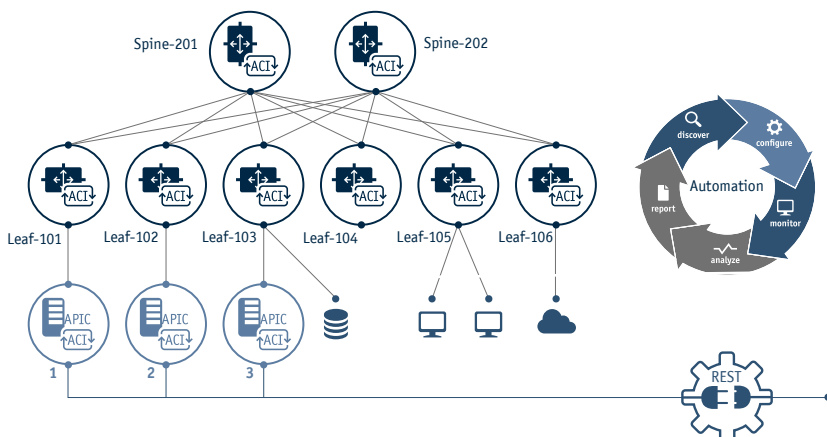 Spine-201
ACI
ACI
Spine-202
ACI
ACI
ACI
ACI
ACI
ACI
Leaf-101
Leaf-102
Leaf-103
Leaf-104
Leaf-105
Leaf-106
APIC
ACI
APIC
ACI
APIC
ACI
1
2
3
discover
configure
Automation
report
monitor
analyze
REST